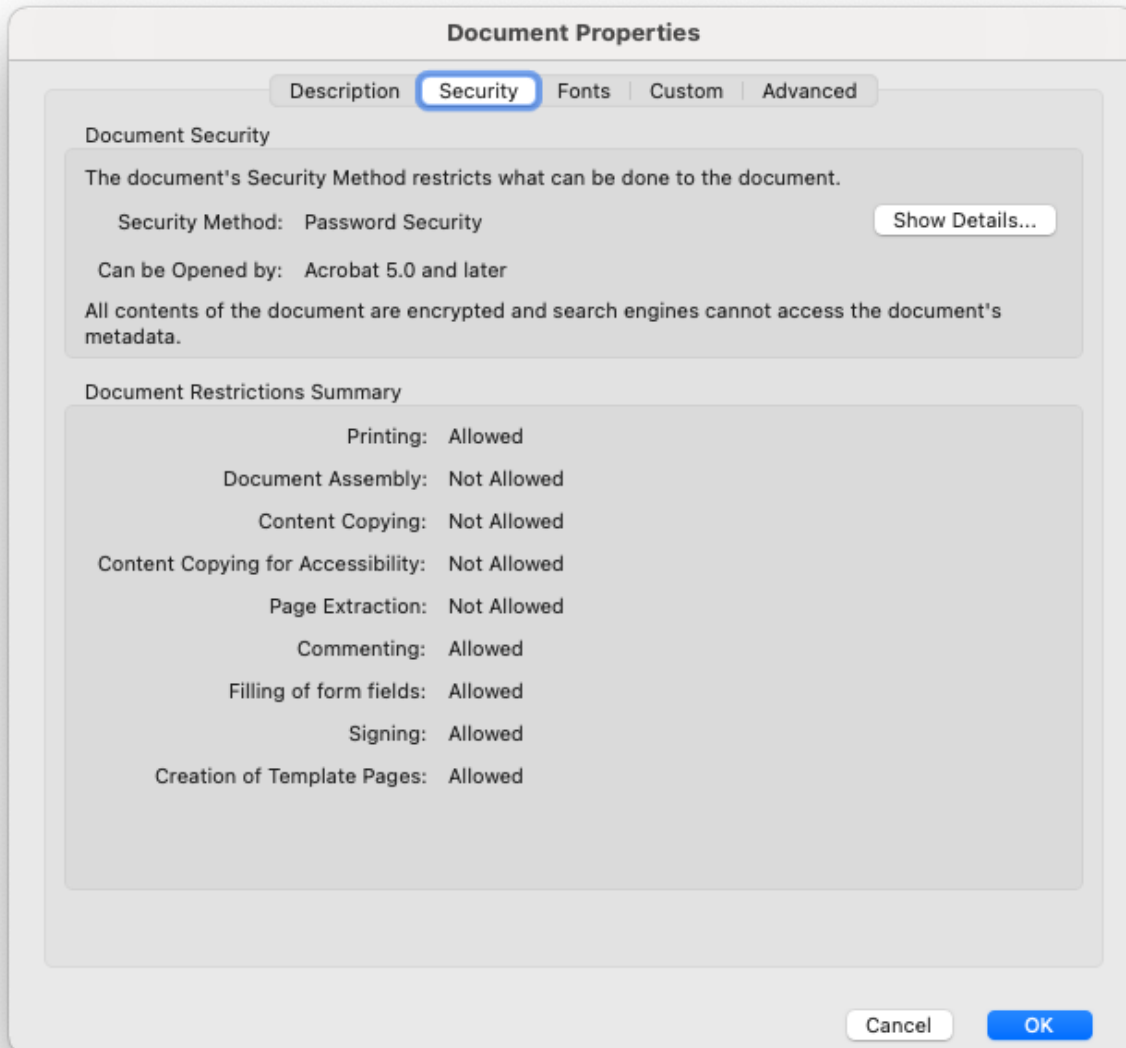 Document Properties
Description Security Fonts Custom Advanced
Document Security
The document's Security Method restricts what can be done to the document.
Security Method: Password Security
Show Details...
Can be Opened by: Acrobat 5.0 and later
All contents of the document are encrypted and search engines cannot access the document's
metadata.
Document Restrictions Summary
Printing: Allowed
Document Assembly: Not Allowed
Content Copying: Not Allowed
Content Copying for Accessibility: Not Allowed
Page Extraction: Not Allowed
Commenting: Allowed
Filling of form fields: Allowed
Signing: Allowed
Creation of Template Pages: Allowed
Cancel OK